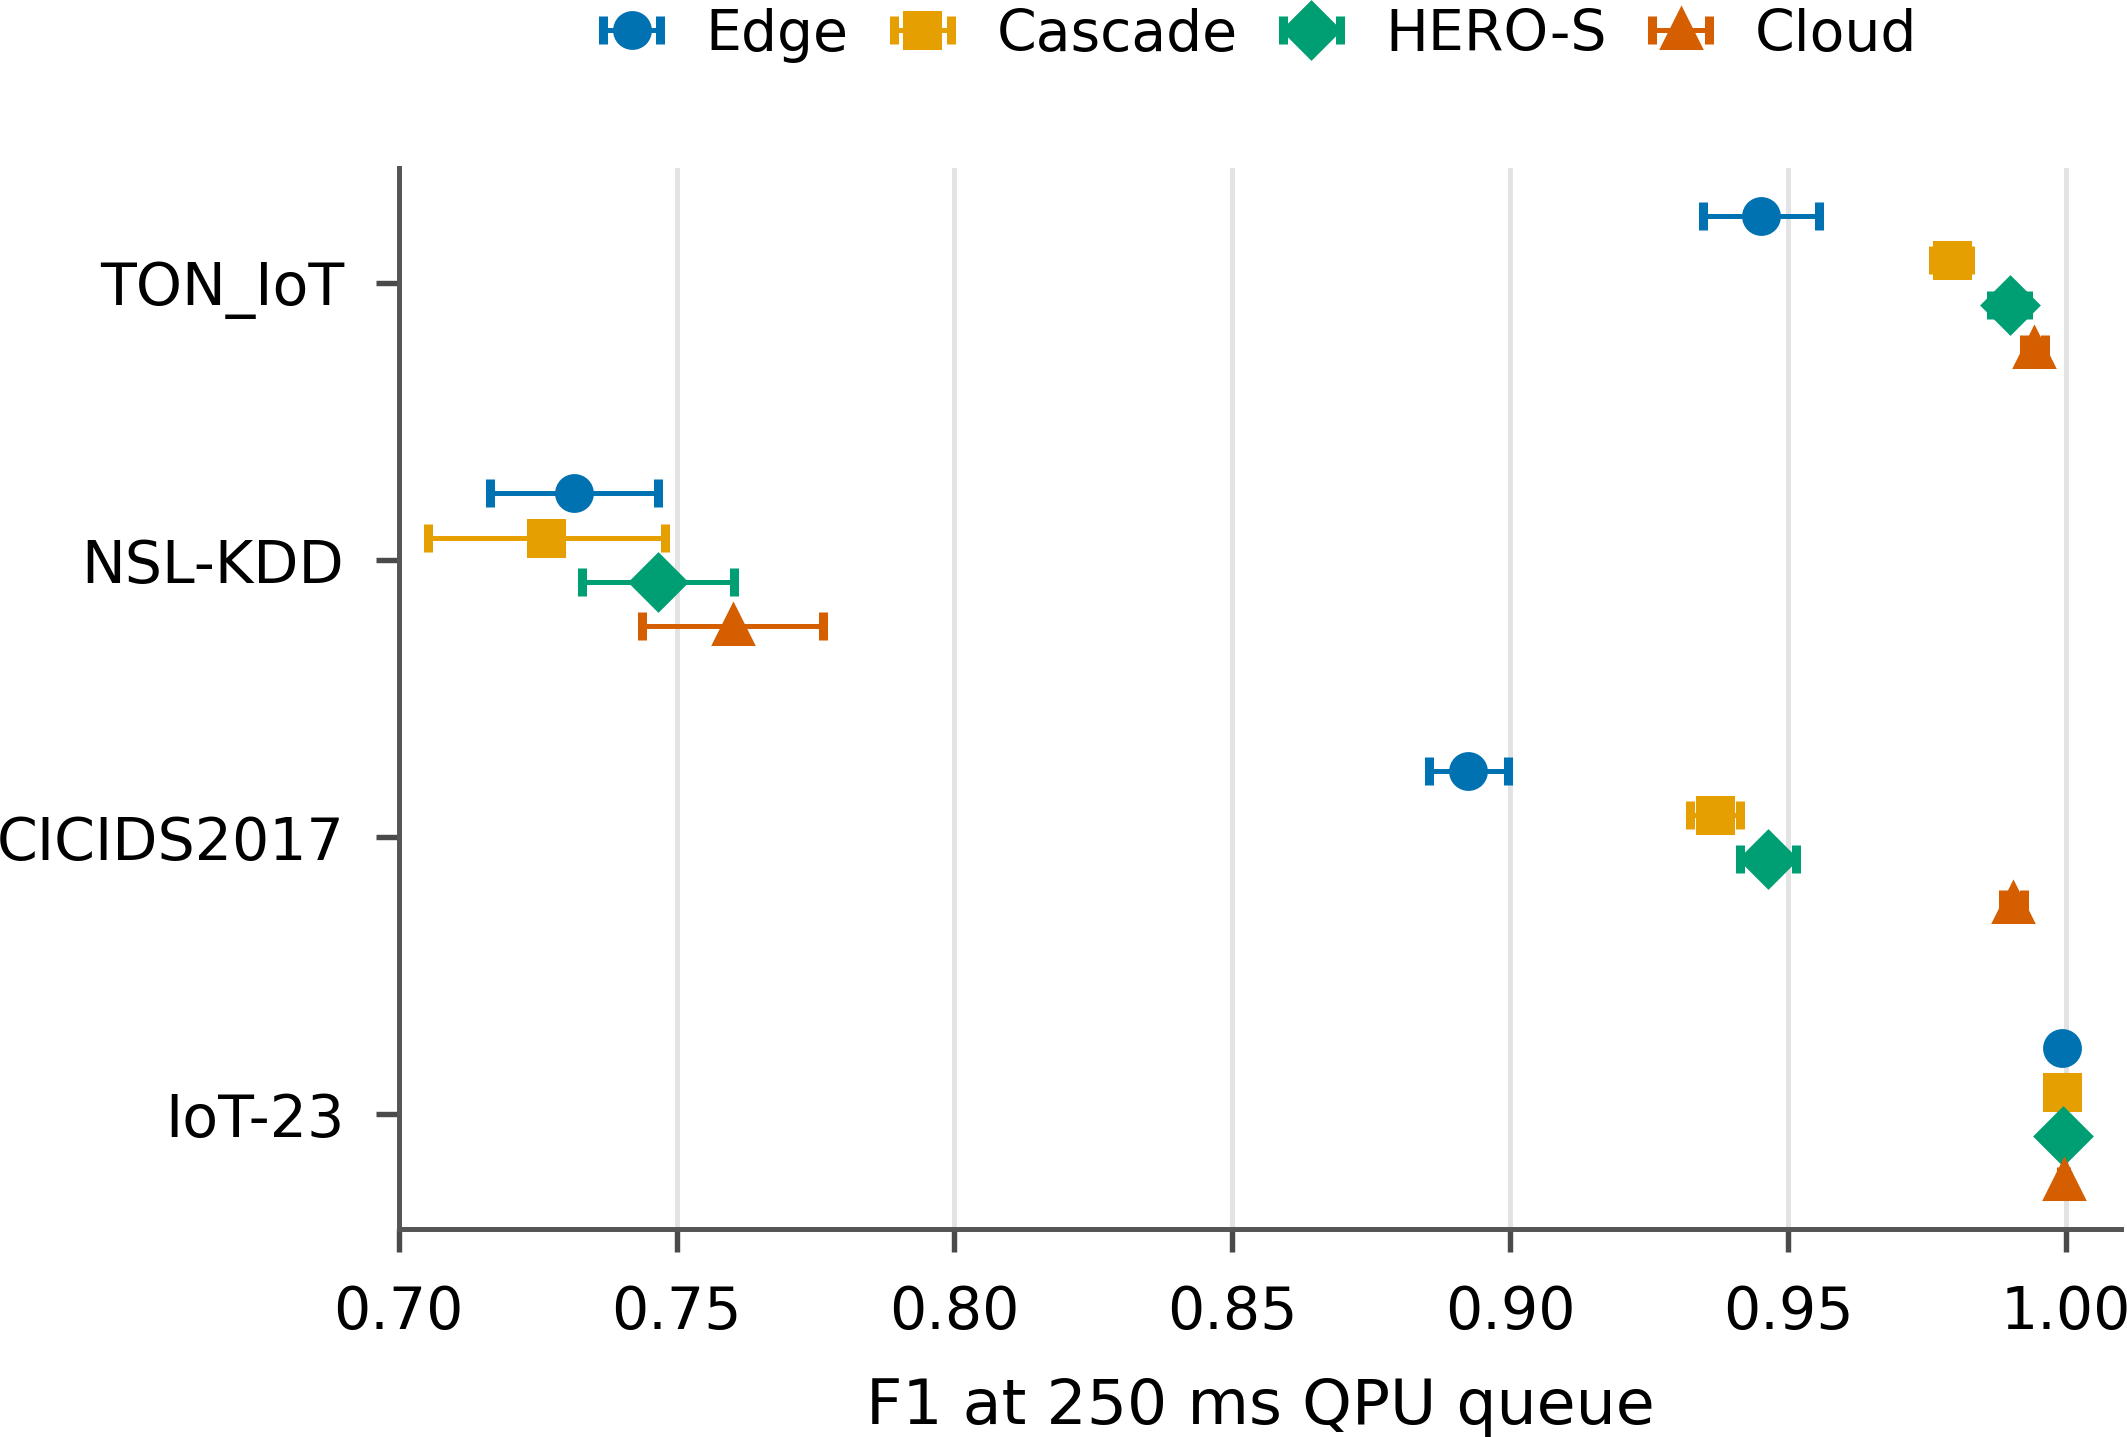 Edge Cascade HERO-S Cloud
TON_IoT
NSL-KDD
CICIDS2017
IoT-23
0.70 0.75 0.80 0.85 0.90 0.95 1.00
F1 at 250 ms QPU queue